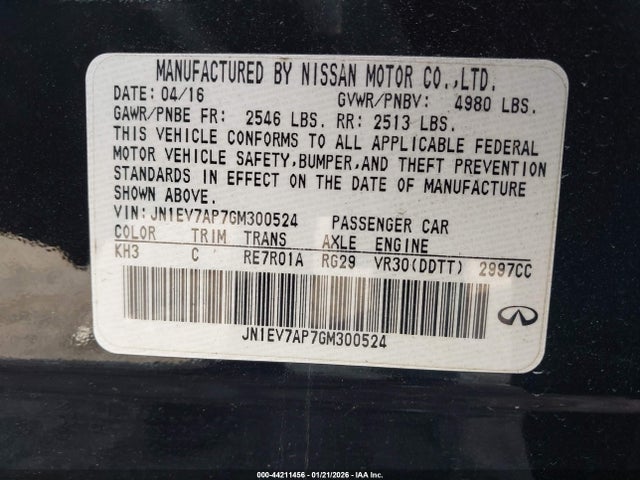 MANUFACTURED BY NISSAN MOTOR CO.,LTD.
DATE: 04/16 GVWR/PNBV: 4980 LBS.
GAWR/PNBE FR: 2546 LBS. RR: 2513 LBS.
THIS VEHICLE CONFORMS TO ALL APPLICABLE FEDERAL
MOTOR VEHICLE SAFETY,BUMPER,AND THEFT PREVENTION
STANDARDS IN EFFECT ON THE DATE OF MANUFACTURE
SHOWN ABOVE.
VIN:JN1EV7AP7GM300524 PASSENGER CAR
COLOR TRIM TRANS AXLE ENGINE
KH3 C RE7R01A RG29 VR30(DDTT) 2997CC
JN1EV7AP7GM300524
000-44211456 - 01/21/2026 - IAA Inc.